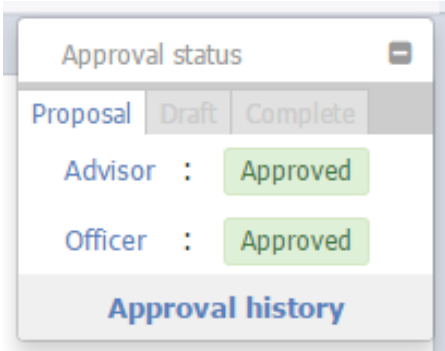 Approval status
Proposal Draft Complete
Advisor : Approved
Officer : Approved
Approval history